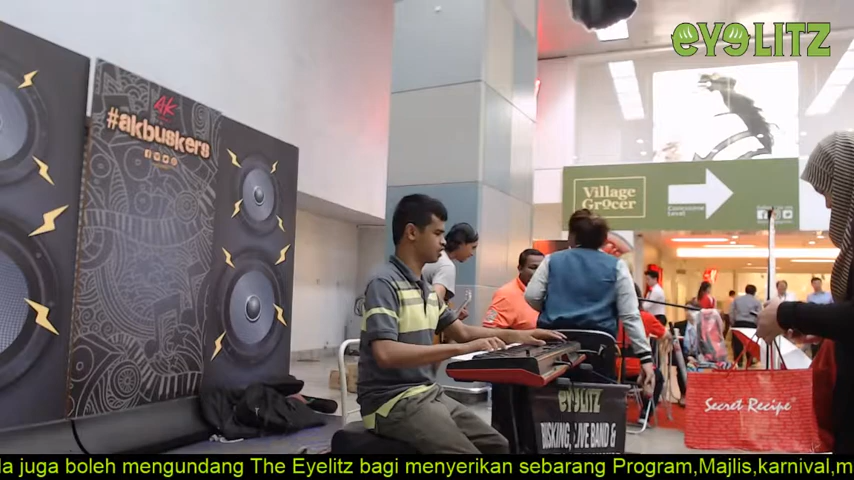 eyeLITZ
AK
#akbuskers
Village
Grocer
Concourse
Level
EYELITZ
BUSKING, LIVE BAND &
Secret Recipe
la juga boleh mengundang The Eyelitz bagi menyerikan sebarang Program,Majlis,karnival,m